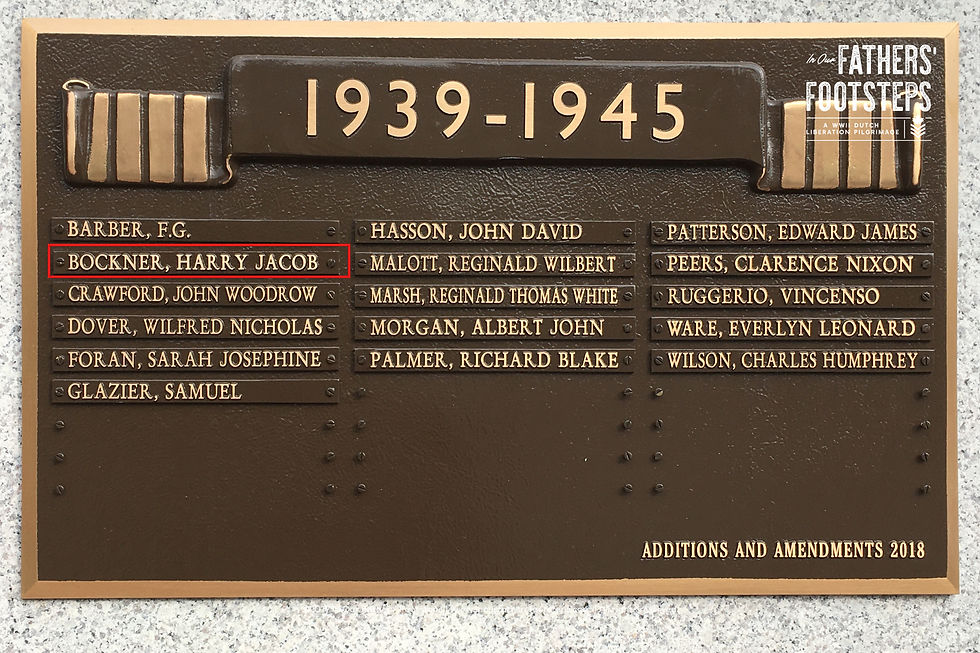 In Our FATHERS'
FOOTSTEPS
A WWII DUTCH
LIBERATION PILGRIMAGE
1939-1945
BARBER, F.G.
BOCKNER, HARRY JACOB
CRAWFORD, JOHN WOODROW
DOVER, WILFRED NICHOLAS
FORAN, SARAH JOSEPHINE
GLAZIER, SAMUEL
HASSON, JOHN DAVID
MALOTT, REGINALD WILBERT
MARSH, REGINALD THOMAS WHITE
MORGAN, ALBERT JOHN
PALMER, RICHARD BLAKE
PATTERSON, EDWARD JAMES
PEERS, CLARENCE NIXON
RUGGERIO, VINCENSO
WARE, EVERLYN LEONARD
WILSON, CHARLES HUMPHREY
ADDITIONS AND AMENDMENTS 2018